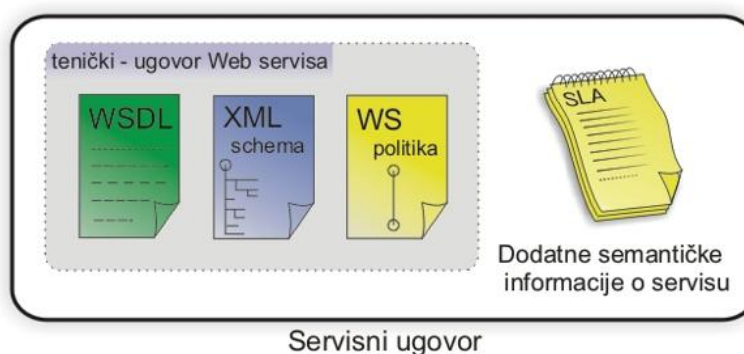 tenički - ugovor Web servisa
WSDL
XML
schema
WS
politika
SLA
Dodatne semantičke
informacije o servisu
Servisni ugovor